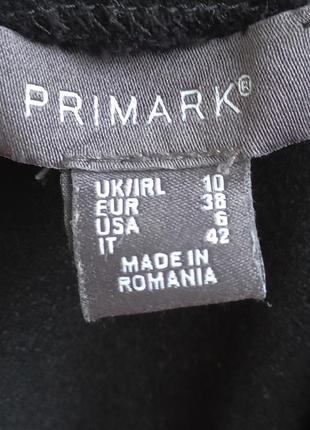 PRIMARK®
UK/IRL 10
EUR 38
USA 6
IT 42
MADE IN
ROMANIA